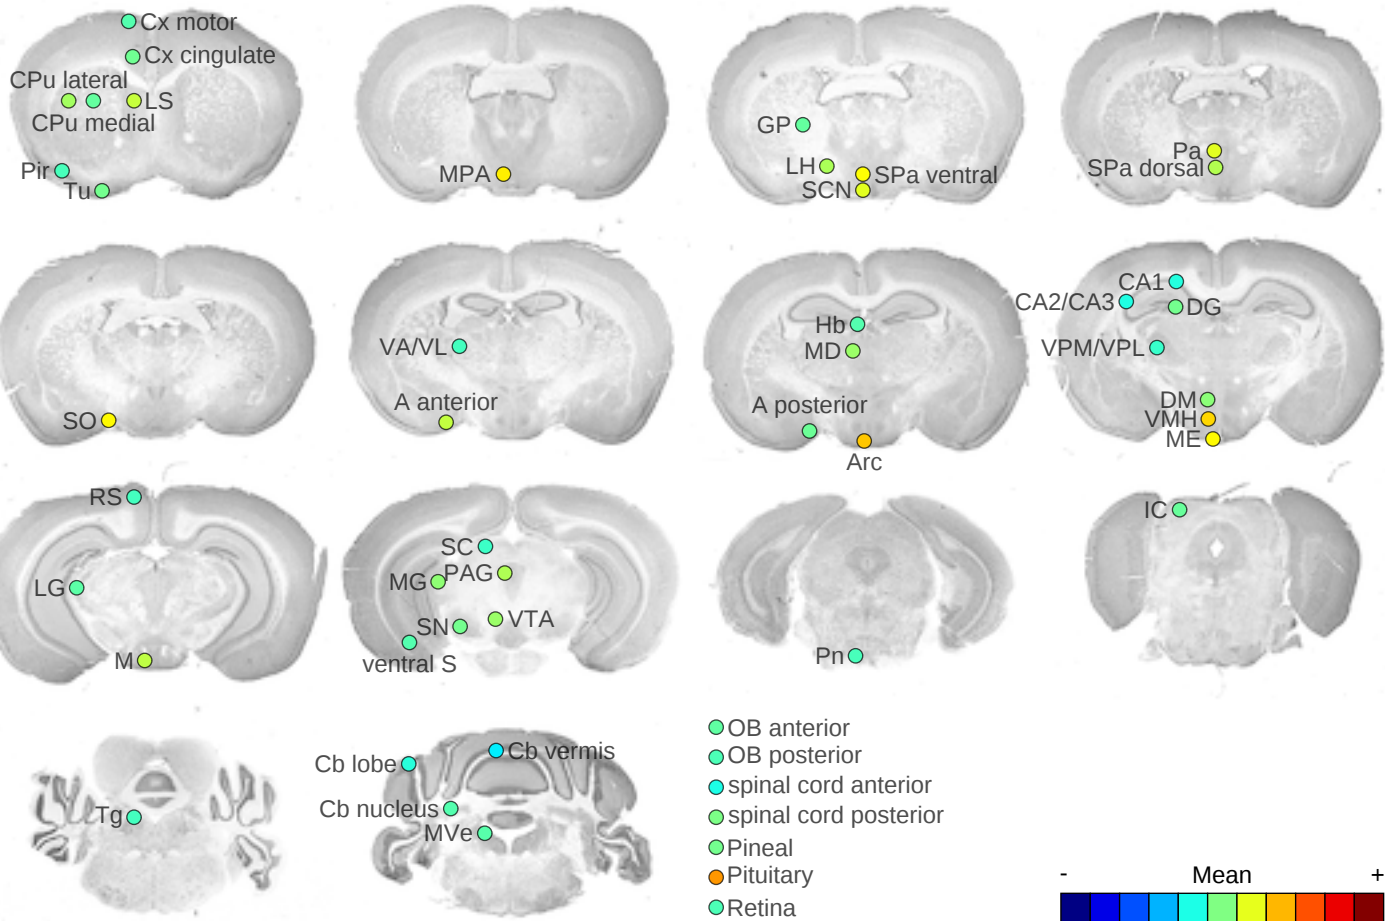 Cx motor
Cx cingulate
CPu lateral
LS
CPu medial
Pir
Tu
MPA
GP
LH
SPa ventral
SCN
Pa
SPa dorsal
SO
VA/VL
A anterior
Hb
MD
A posterior
Arc
CA1
CA2/CA3
DG
VPM/VPL
DM
VMH
ME
RS
LG
M
SC
MG
PAG
SN
VTA
ventral S
Pn
IC
Tg
Cb lobe
Cb vermis
Cb nucleus
MVe
OB anterior
OB posterior
spinal cord anterior
spinal cord posterior
Pineal
Pituitary
Retina
- Mean +